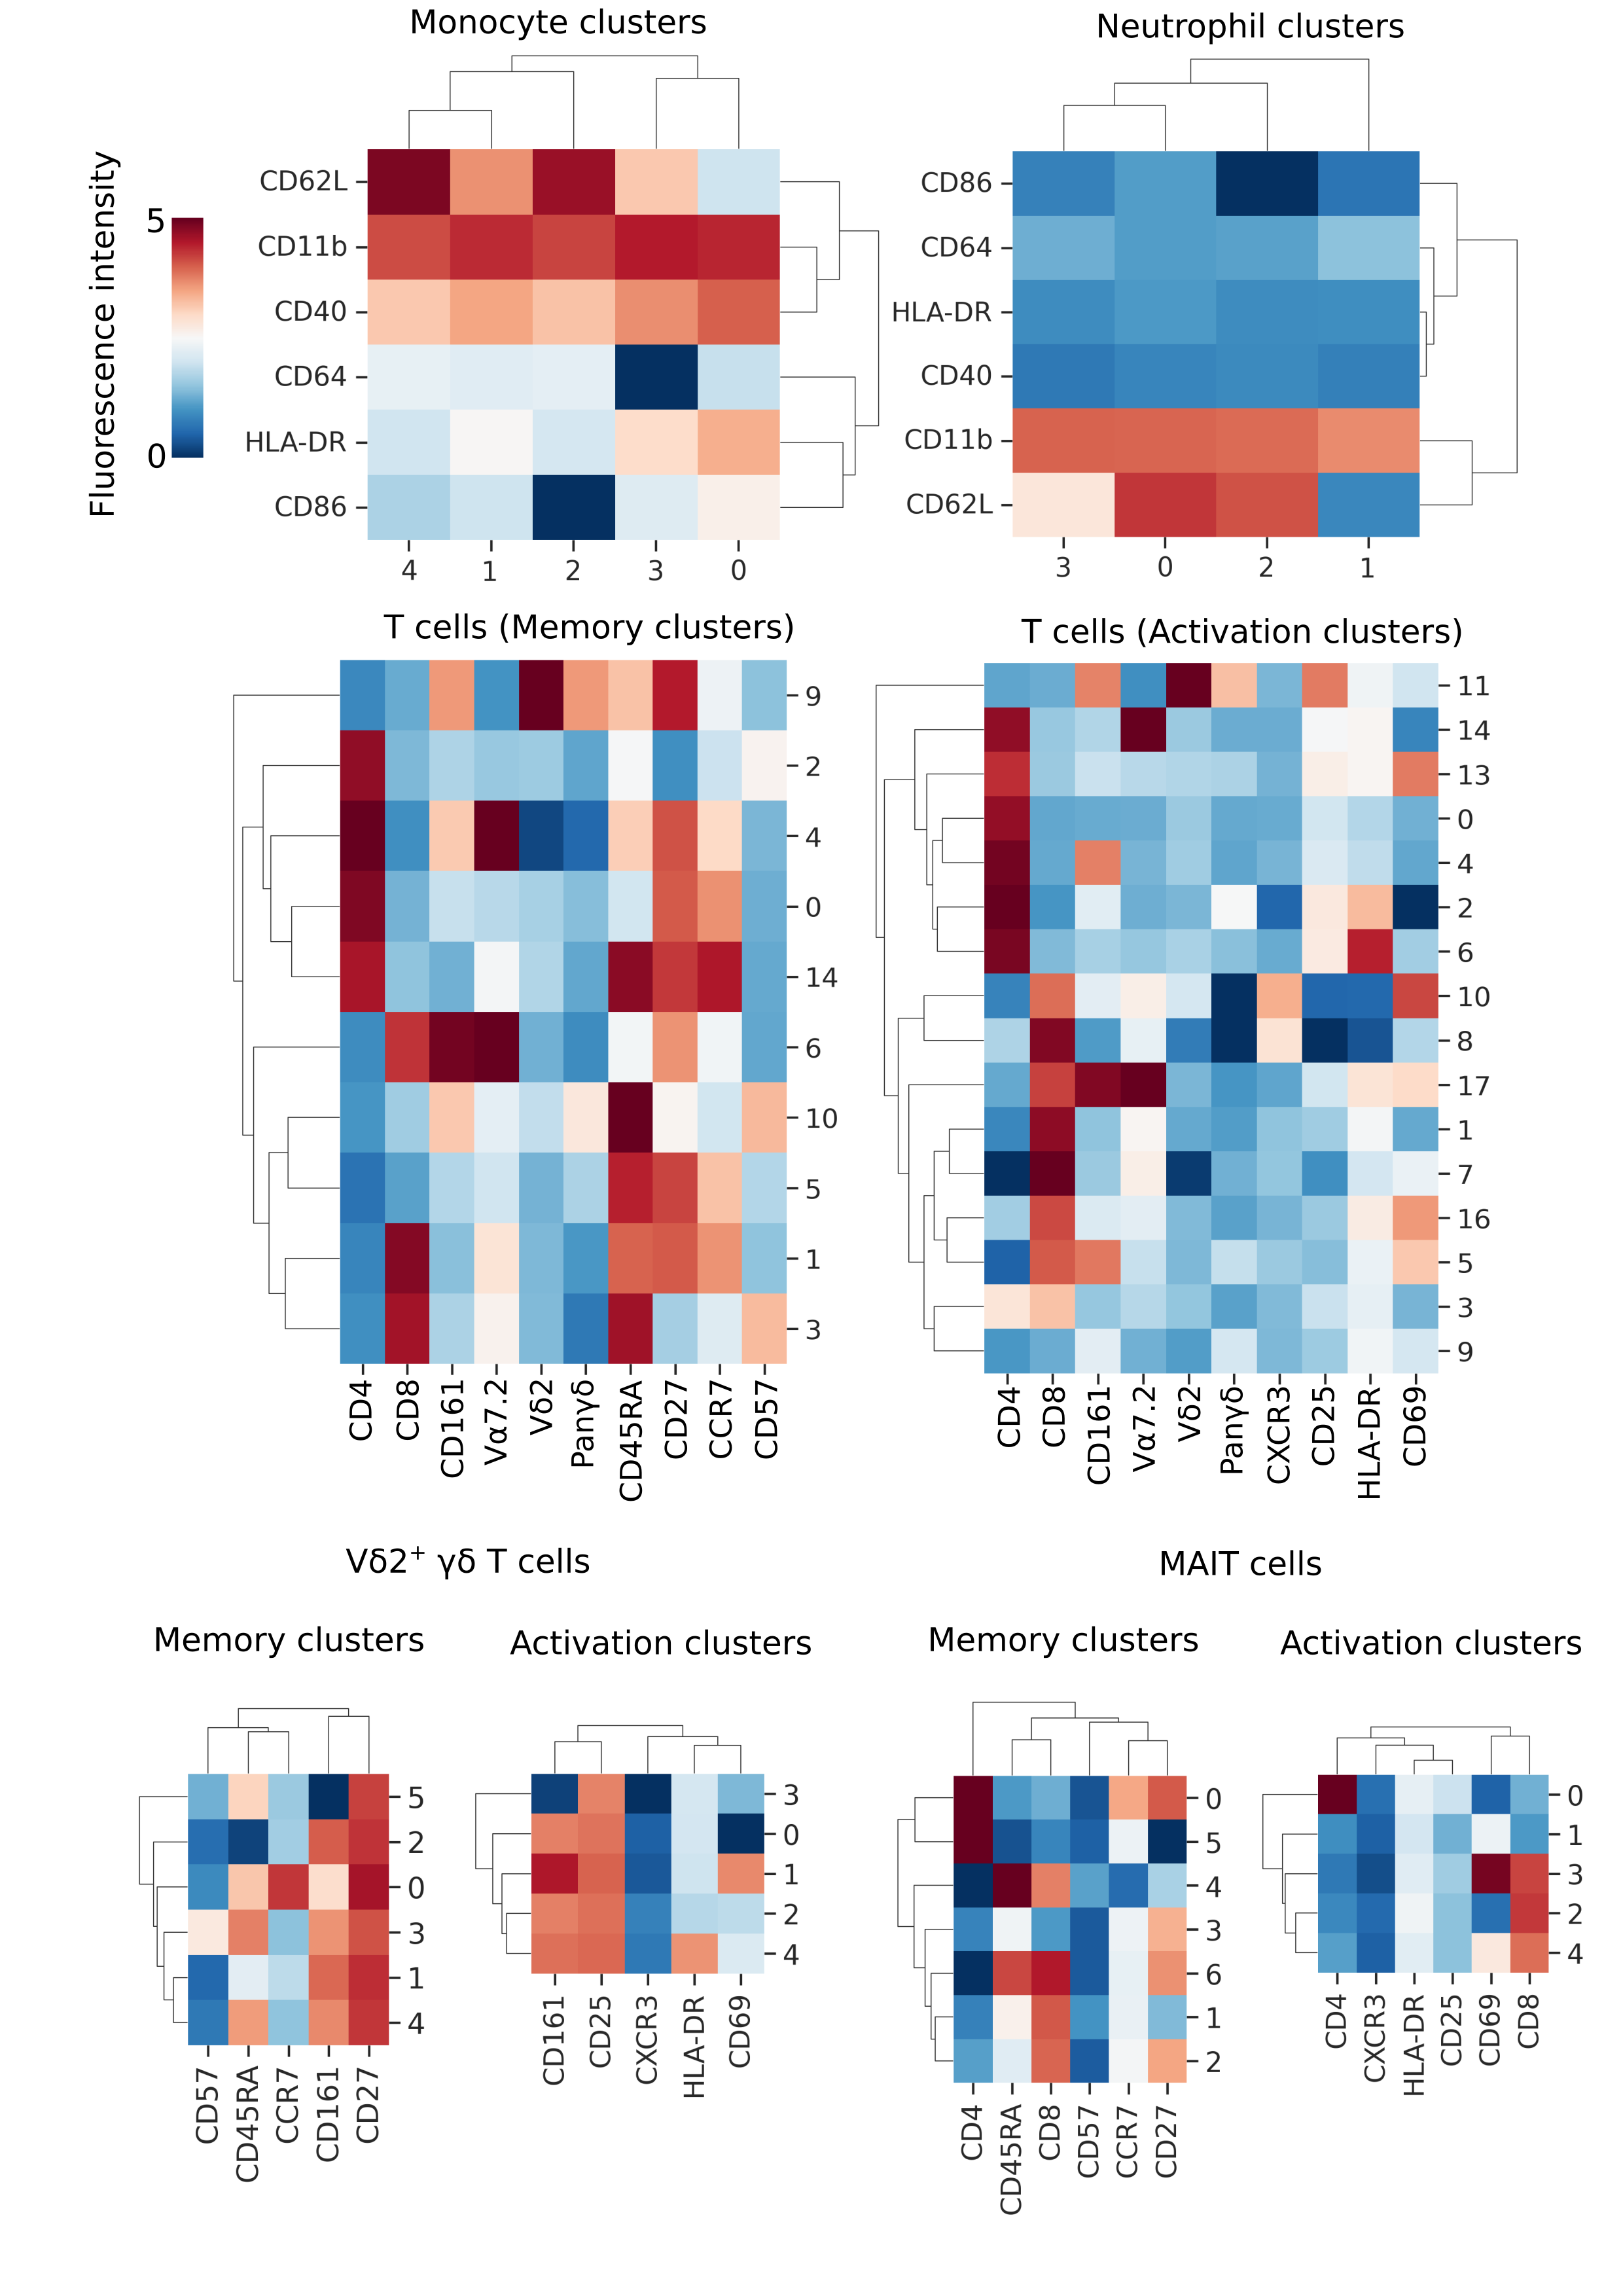 Monocyte clusters
Neutrophil clusters
Fluorescence intensity
5
0
CD62L
CD11b
CD40
CD64
HLA-DR
CD86
4 1 2 3 0
CD86
CD64
HLA-DR
CD40
CD11b
CD62L
3 0 2 1
T cells (Memory clusters)
9
2
4
0
14
6
10
5
1
3
CD4 CD8 CD161 Vα7.2 Vδ2 Panγδ CD45RA CD27 CCR7 CD57
T cells (Activation clusters)
11
14
13
0
4
2
6
10
8
17
1
7
16
5
3
9
CD4 CD8 CD161 Vα7.2 Vδ2 Panγδ CXCR3 CD25 HLA-DR CD69
Vδ2⁺ γδ T cells
Memory clusters
5
2
0
3
1
4
CD57 CD45RA CCR7 CD161 CD27
Activation clusters
3
0
1
2
4
CD161 CD25 CXCR3 HLA-DR CD69
MAIT cells
Memory clusters
0
5
4
3
6
1
2
CD4 CD45RA CD8 CD57 CCR7 CD27
Activation clusters
0
1
3
2
4
CD4 CXCR3 HLA-DR CD25 CD69 CD8